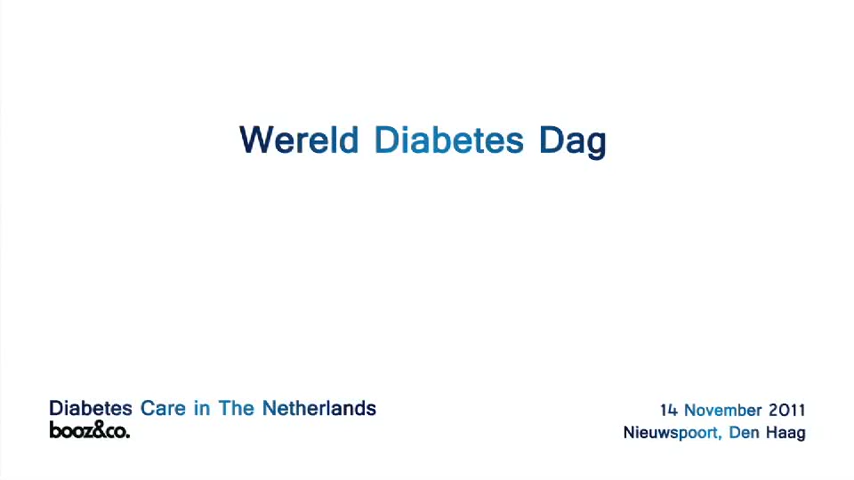 Wereld Diabetes Dag
Diabetes Care in The Netherlands
booz&co.
14 November 2011
Nieuwspoort, Den Haag